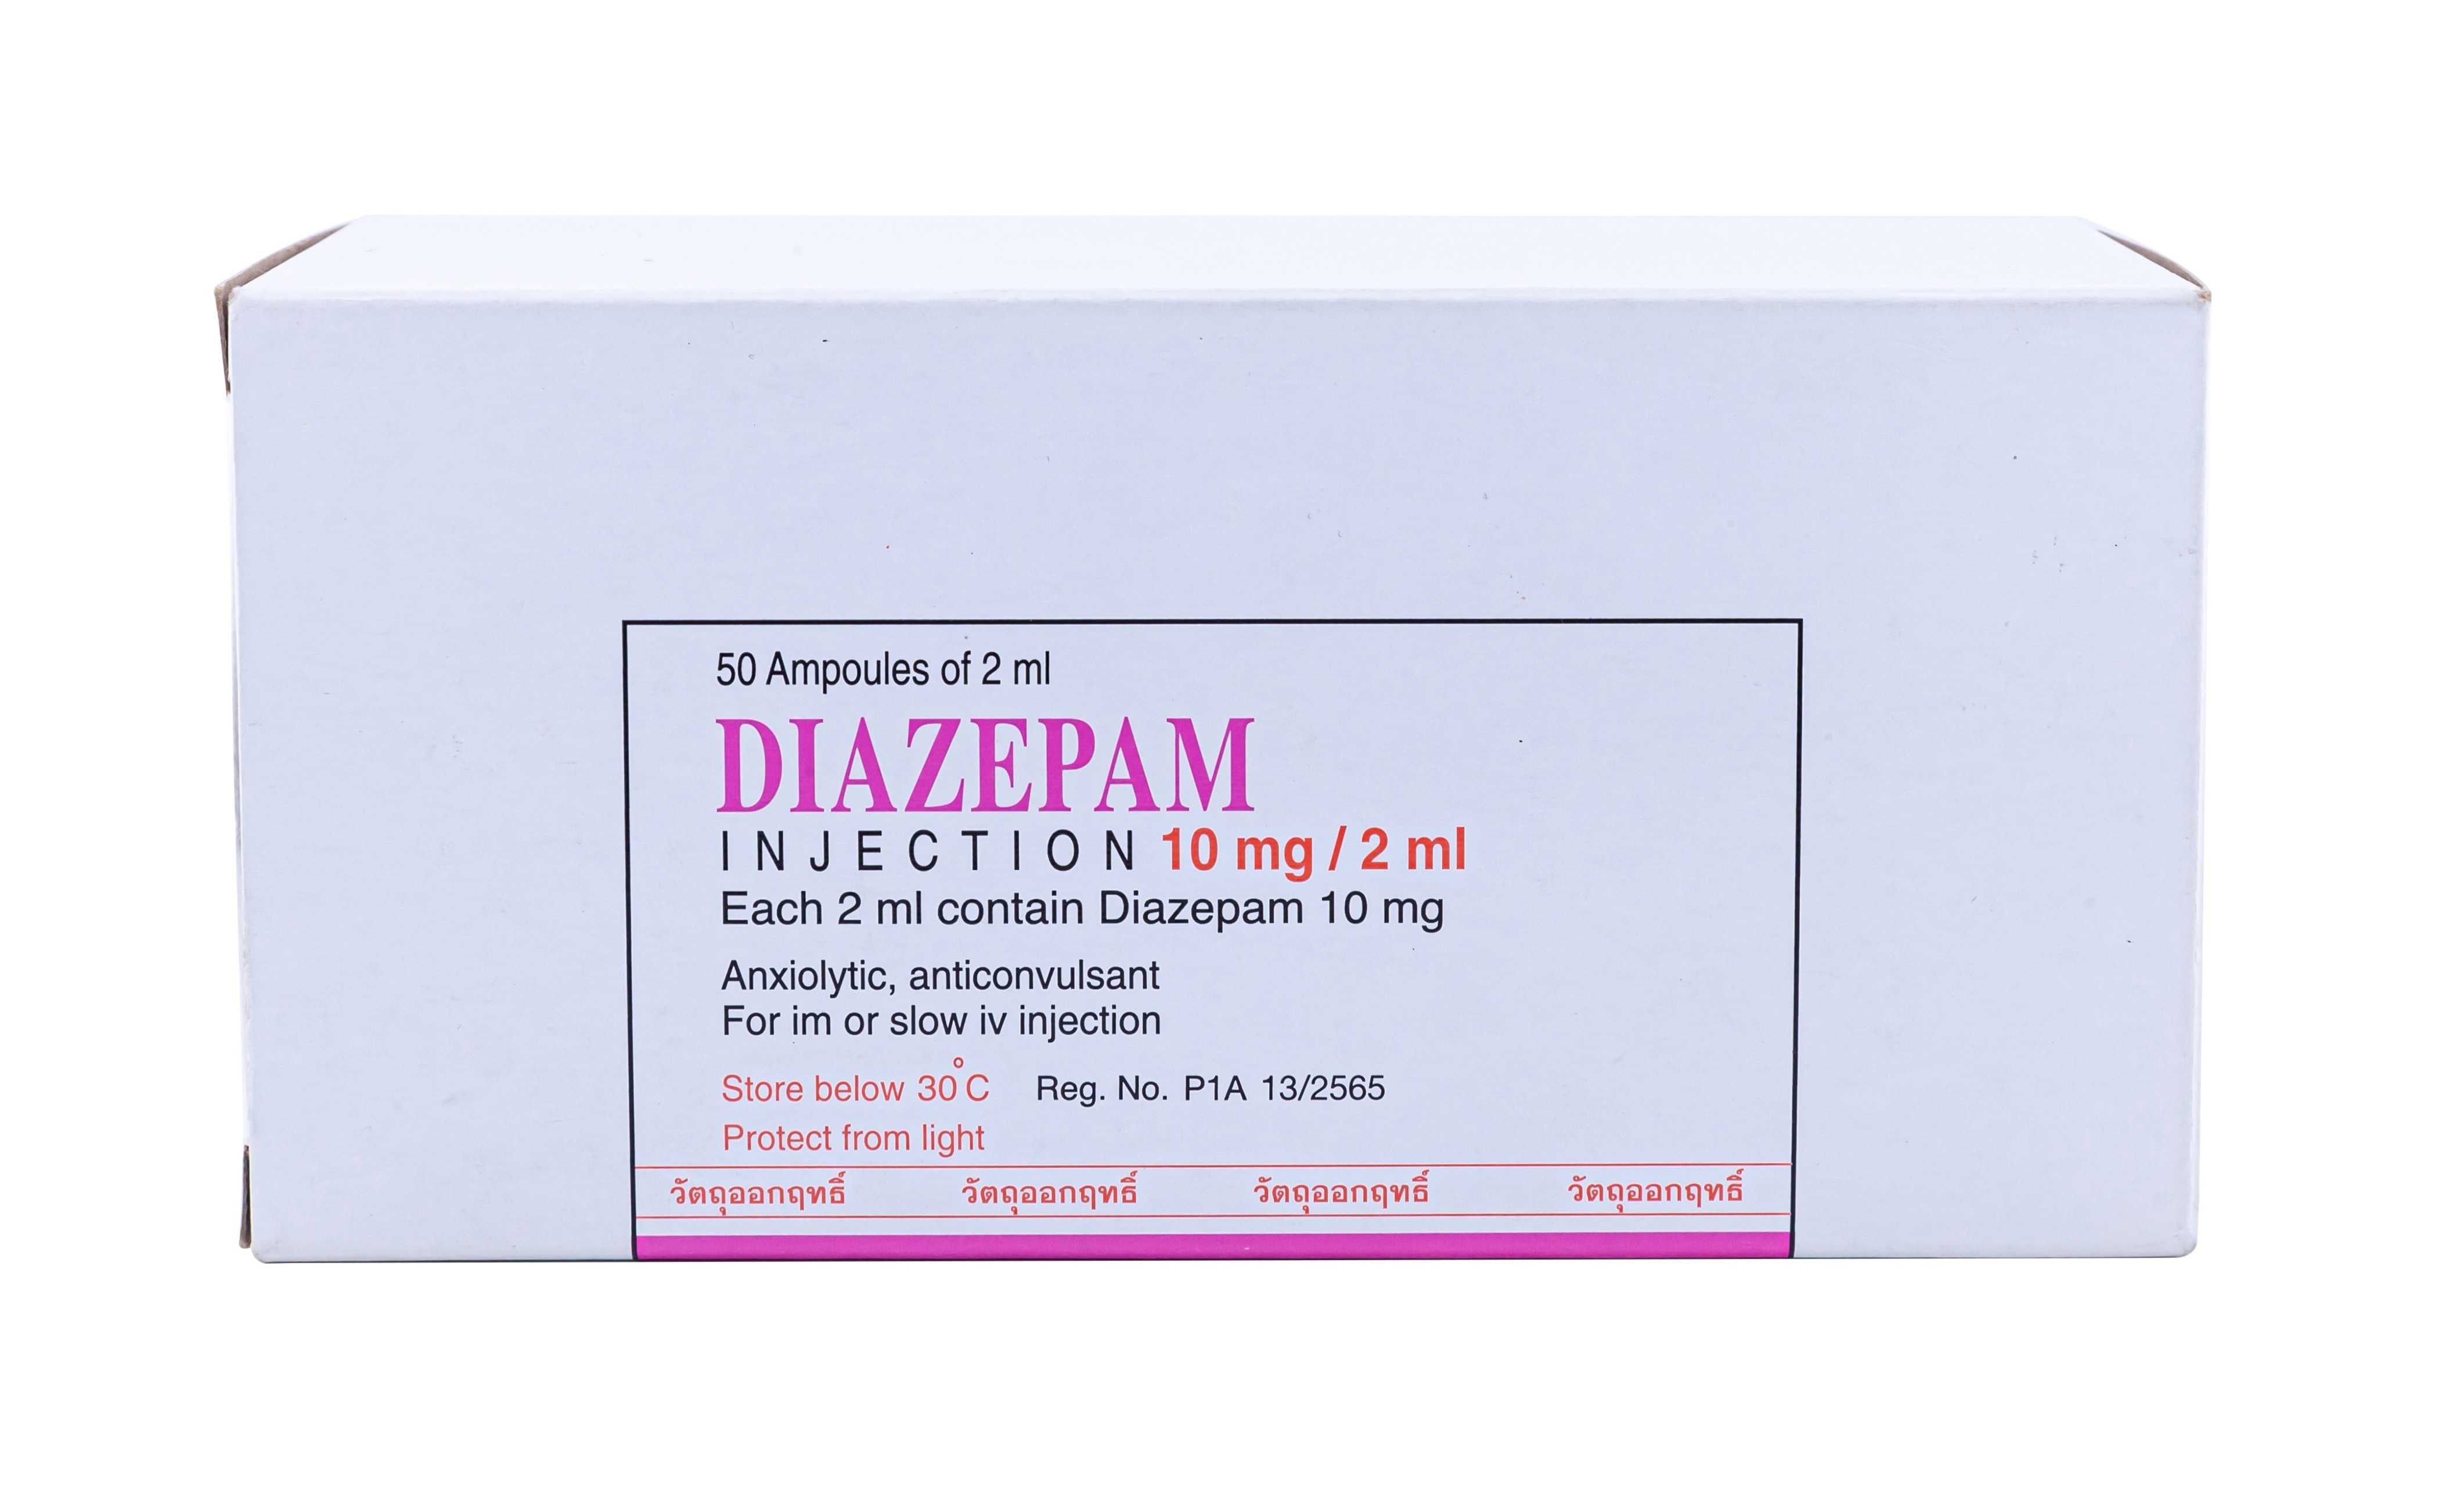 50 Ampoules of 2 ml
DIAZEPAM
INJECTION 10 mg / 2 ml
Each 2 ml contain Diazepam 10 mg
Anxiolytic, anticonvulsant
For im or slow iv injection
Store below 30°C Reg. No. P1A 13/2565
Protect from light
วัตถุออกฤทธิ์ วัตถุออกฤทธิ์ วัตถุออกฤทธิ์ วัตถุออกฤทธิ์